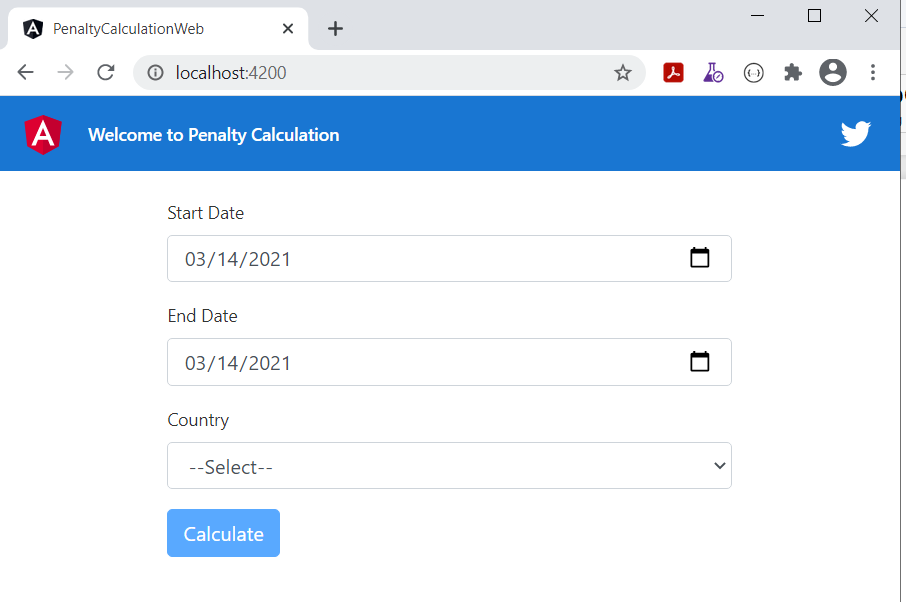 PenaltyCalculationWeb
localhost:4200
Welcome to Penalty Calculation
Start Date
03/14/2021
End Date
03/14/2021
Country
--Select--
Calculate